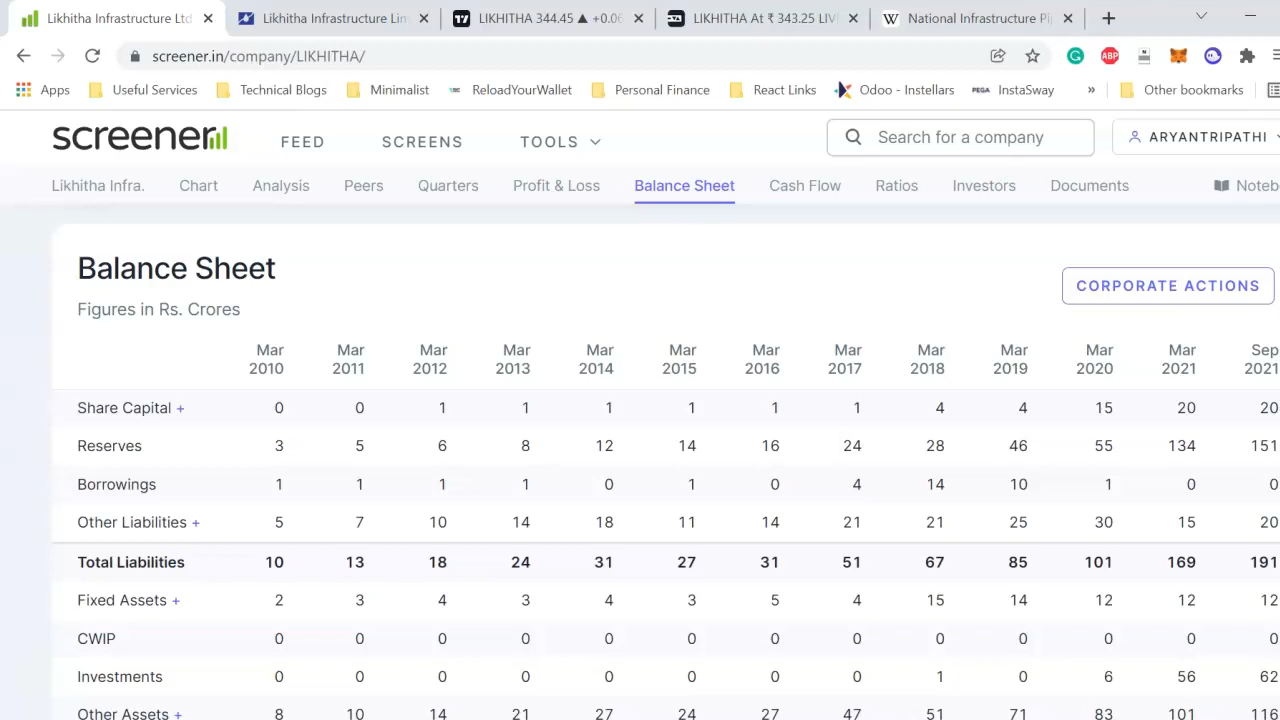 Likhitha Infrastructure Ltd
Likhitha Infrastructure Lin
LIKHITHA 344.45 ▲ +0.06
LIKHITHA At ₹ 343.25 LIVE
National Infrastructure Pip
screener.in/company/LIKHITHA/
Apps Useful Services Technical Blogs Minimalist ReloadYourWallet Personal Finance React Links Odoo - Instellars InstaSway » Other bookmarks
screener FEED SCREENS TOOLS Search for a company ARYANTRIPATHI
Likhitha Infra. Chart Analysis Peers Quarters Profit & Loss Balance Sheet Cash Flow Ratios Investors Documents Noteb
Balance Sheet
CORPORATE ACTIONS
Figures in Rs. Crores
Mar 2010 Mar 2011 Mar 2012 Mar 2013 Mar 2014 Mar 2015 Mar 2016 Mar 2017 Mar 2018 Mar 2019 Mar 2020 Mar 2021 Sep 2021
Share Capital + 0 0 1 1 1 1 1 1 4 4 15 20 20
Reserves 3 5 6 8 12 14 16 24 28 46 55 134 151
Borrowings 1 1 1 1 0 1 0 4 14 10 1 0 0
Other Liabilities + 5 7 10 14 18 11 14 21 21 25 30 15 20
Total Liabilities 10 13 18 24 31 27 31 51 67 85 101 169 191
Fixed Assets + 2 3 4 3 4 3 5 4 15 14 12 12 12
CWIP 0 0 0 0 0 0 0 0 0 0 0 0 0
Investments 0 0 0 0 0 0 0 0 1 0 6 56 62
Other Assets + 8 10 14 21 27 24 27 47 51 71 83 101 116